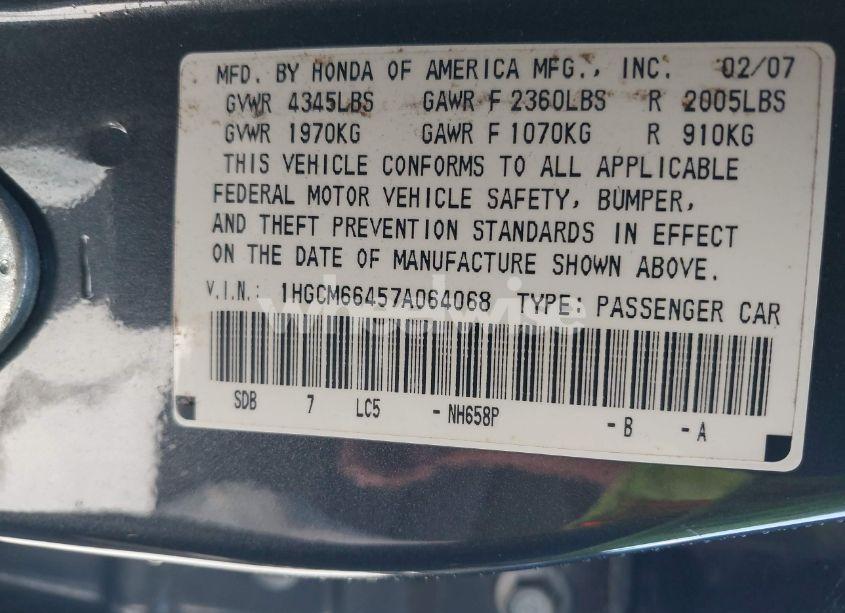 MFD. BY HONDA OF AMERICA MFG., INC. 02/07
GVWR 4345LBS GAWR F 2360LBS R 2005LBS
GVWR 1970KG GAWR F 1070KG R 910KG
THIS VEHICLE CONFORMS TO ALL APPLICABLE
FEDERAL MOTOR VEHICLE SAFETY, BUMPER,
AND THEFT PREVENTION STANDARDS IN EFFECT
ON THE DATE OF MANUFACTURE SHOWN ABOVE.
V.I.N.: 1HGCM66457A064068 TYPE: PASSENGER CAR
wheelwise
SDB 7 LC5 -NH658P -B -A